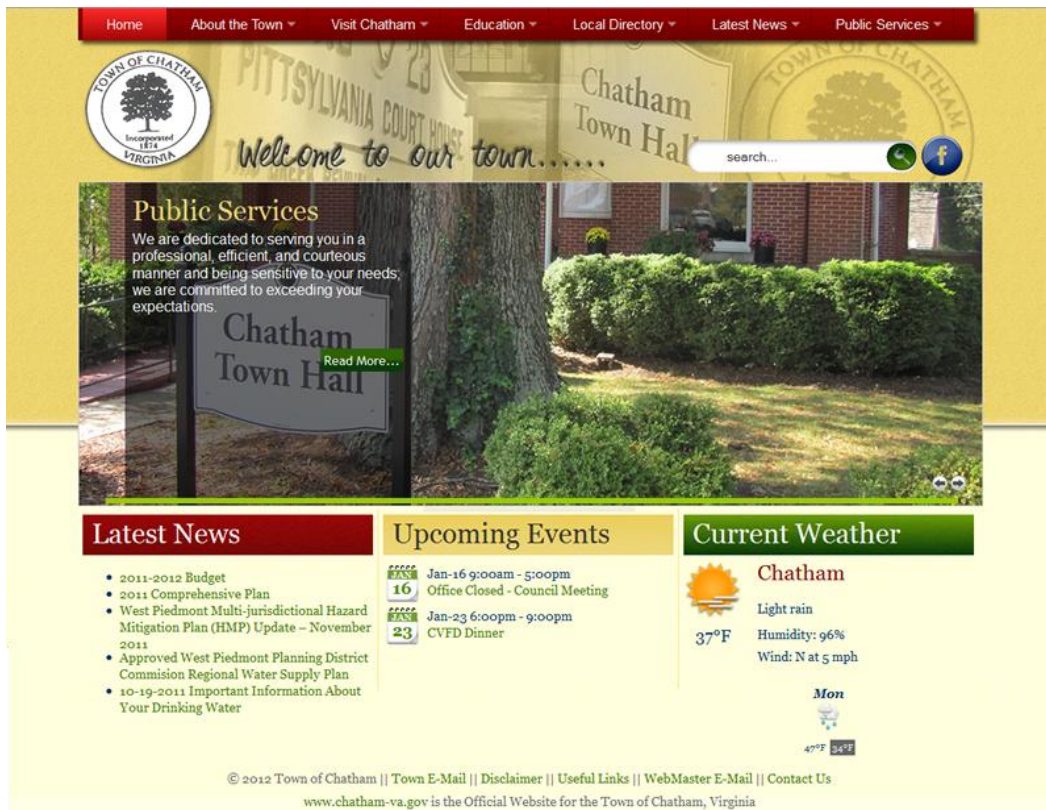 Home About the Town Visit Chatham Education Local Directory Latest News Public Services
TOWN OF CHATHAM
Incorporated
1874
VIRGINIA
PITTSYLVANIA COURT HOUSE
23
Chatham
Town Hall
TOWN OF CHATHAM
Welcome to our town......
search...
f
Public Services
We are dedicated to serving you in a
professional, efficient, and courteous
manner and being sensitive to your needs;
we are committed to exceeding your
expectations.
Chatham
Town Hall
Read More...
Latest News
2011-2012 Budget
2011 Comprehensive Plan
West Piedmont Multi-jurisdictional Hazard
Mitigation Plan (HMP) Update – November
2011
Approved West Piedmont Planning District
Commision Regional Water Supply Plan
10-19-2011 Important Information About
Your Drinking Water
Upcoming Events
JAN
16
Jan-16 9:00am - 5:00pm
Office Closed - Council Meeting
JAN
23
Jan-23 6:00pm - 9:00pm
CVFD Dinner
Current Weather
Chatham
Light rain
37°F
Humidity: 96%
Wind: N at 5 mph
Mon
47°F 34°F
© 2012 Town of Chatham || Town E-Mail || Disclaimer || Useful Links || WebMaster E-Mail || Contact Us
www.chatham-va.gov is the Official Website for the Town of Chatham, Virginia